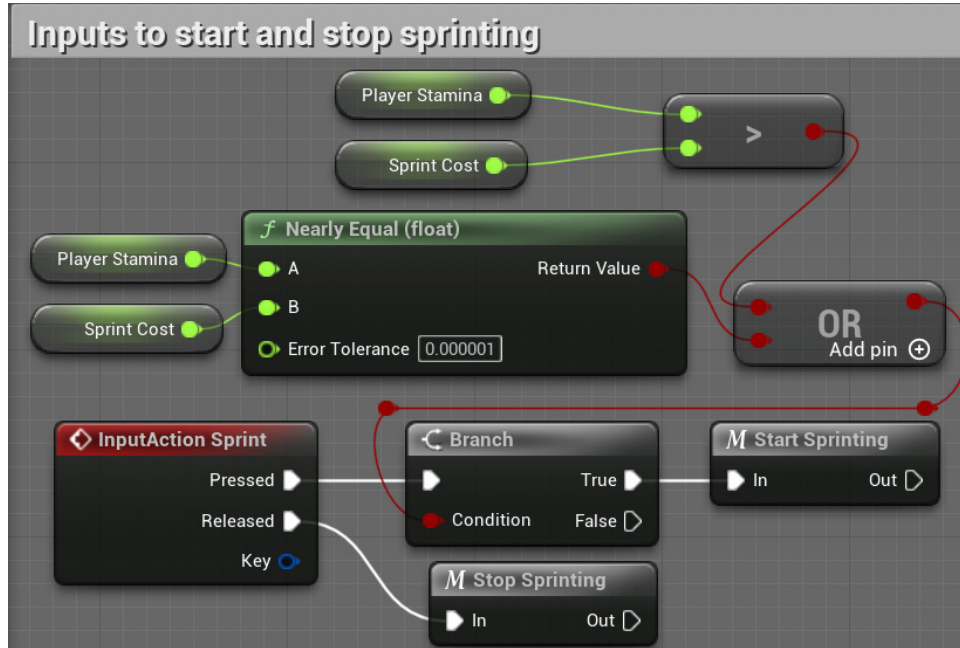 Inputs to start and stop sprinting
Player Stamina
>
Sprint Cost
f Nearly Equal (float)
Player Stamina
A
Return Value
B
Sprint Cost
OR
Error Tolerance 0.000001
Add pin
InputAction Sprint
Branch
M Start Sprinting
Pressed
True
In
Out
Released
Condition
False
Key
M Stop Sprinting
In
Out